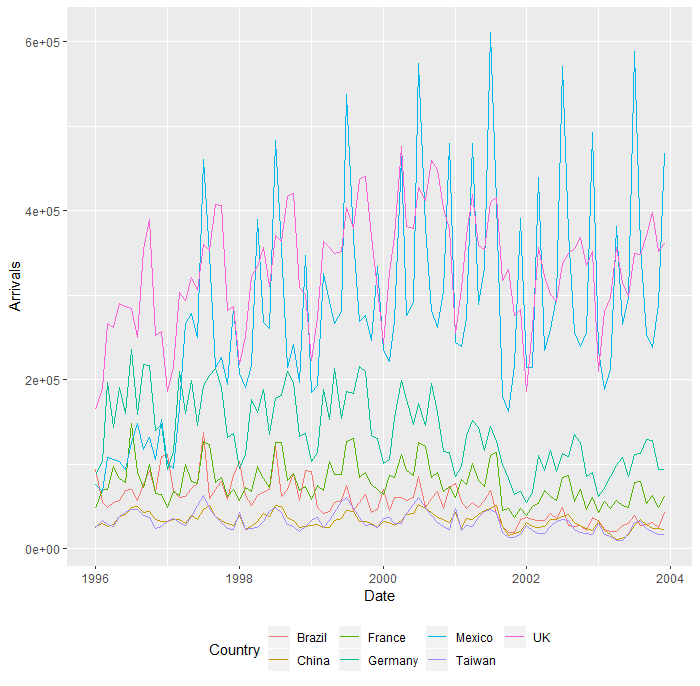 6e+05
4e+05
2e+05
0e+00
Arrivals
1996 1998 2000 2002 2004
Date
Country
Brazil France Mexico UK
China Germany Taiwan